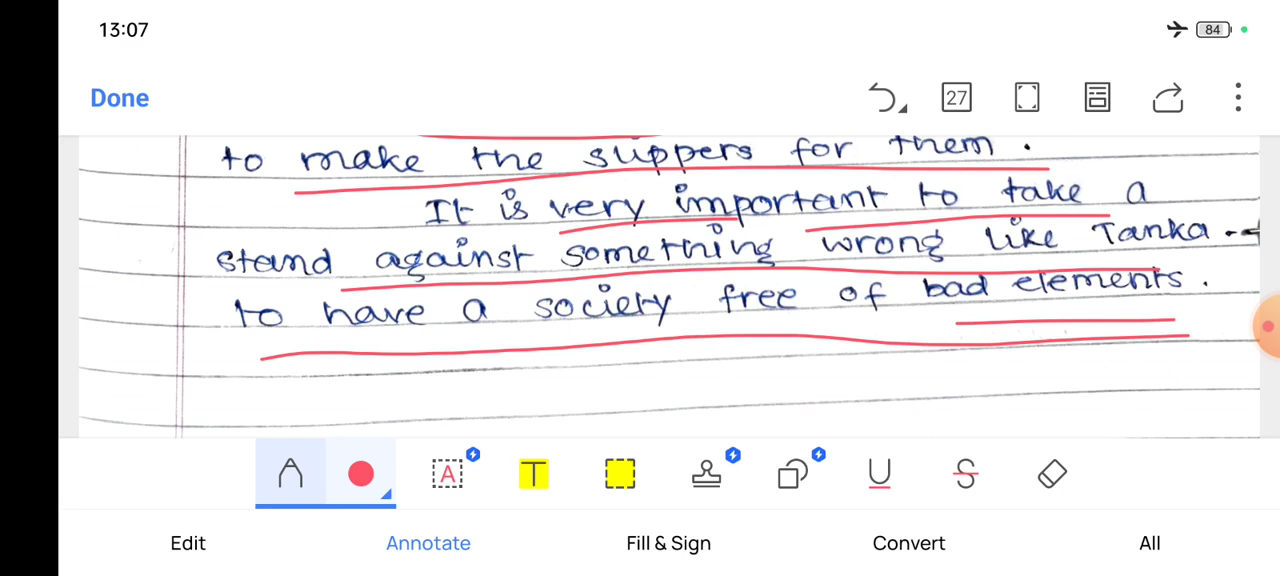 13:07
84
Done
27
to make the slippers for them.
It is very important to take a
stand against something wrong like Tanka
to have a society free of bad elements.
A
T
U
S
Edit
Annotate
Fill & Sign
Convert
All